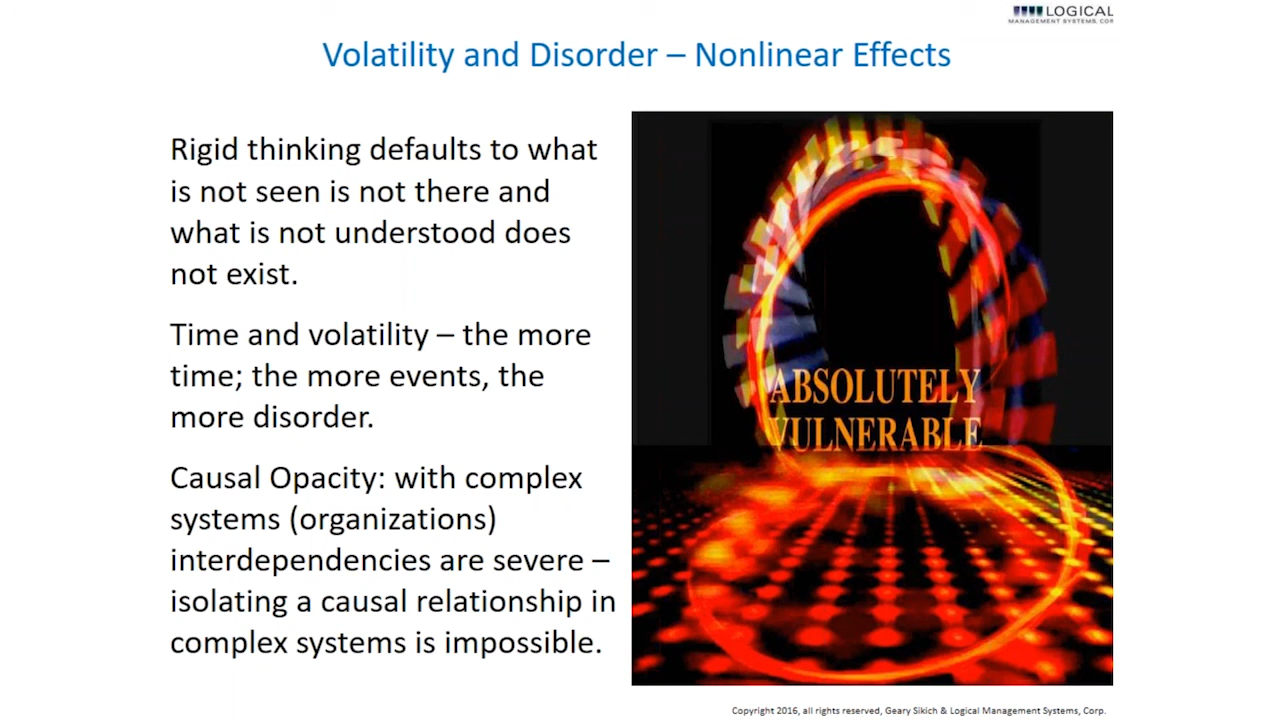 LOGICAL
MANAGEMENT SYSTEMS, COR
Volatility and Disorder – Nonlinear Effects
Rigid thinking defaults to what
is not seen is not there and
what is not understood does
not exist.
Time and volatility – the more
time; the more events, the
more disorder.
Causal Opacity: with complex
systems (organizations)
interdependencies are severe –
isolating a causal relationship in
complex systems is impossible.
ABSOLUTELY
VULNERABLE
Copyright 2016, all rights reserved, Geary Sikich & Logical Management Systems, Corp.